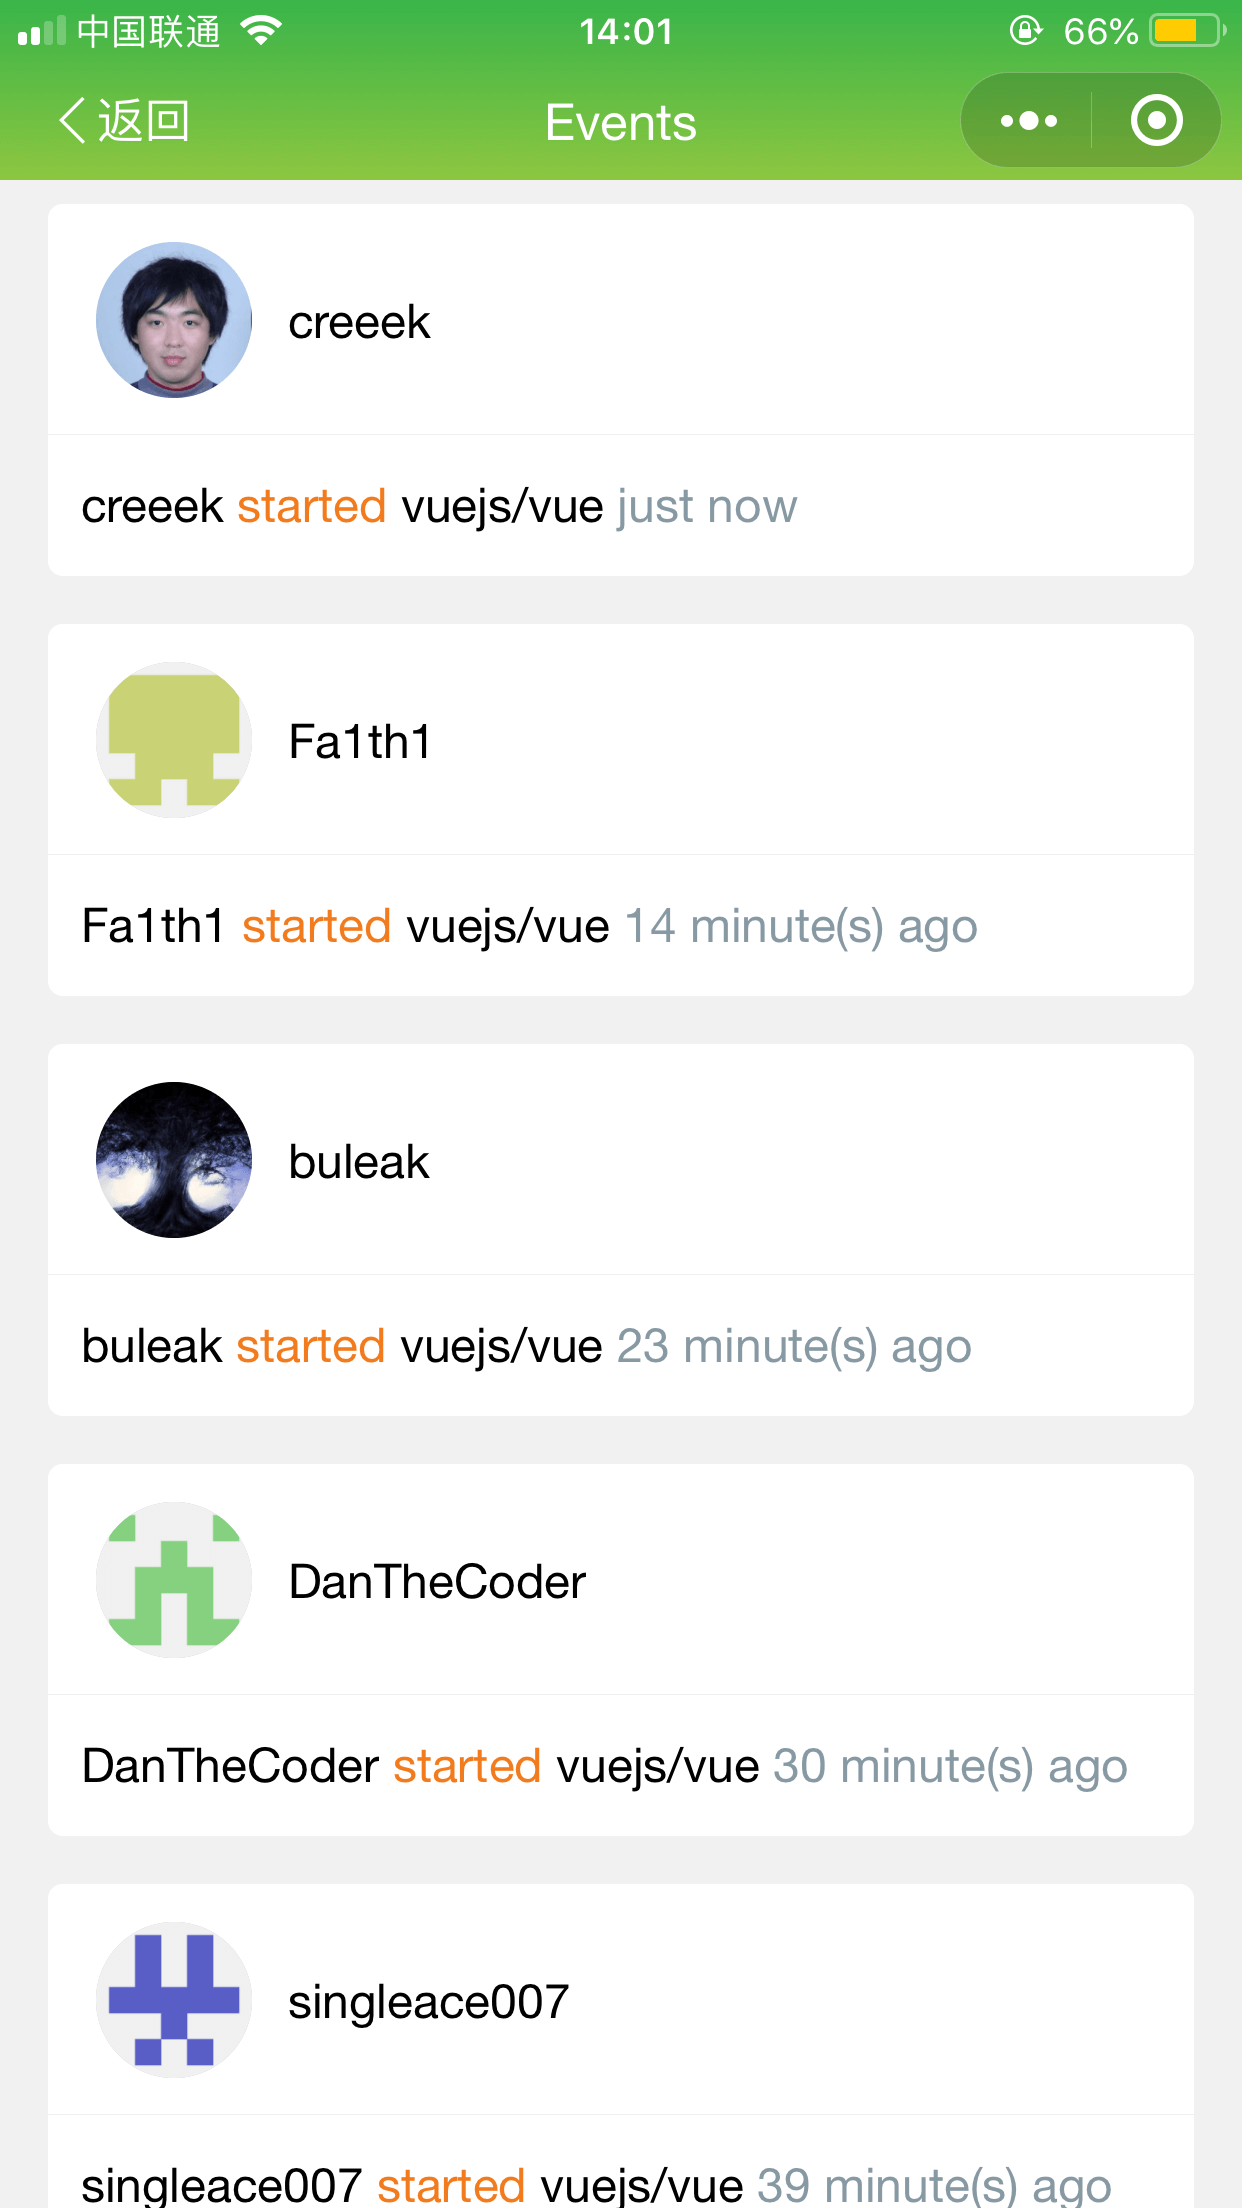 中国联通 14:01 66%
返回 Events
creeek
creeek started vuejs/vue just now
Fa1th1
Fa1th1 started vuejs/vue 14 minute(s) ago
buleak
buleak started vuejs/vue 23 minute(s) ago
DanTheCoder
DanTheCoder started vuejs/vue 30 minute(s) ago
singleace007
singleace007 started vuejs/vue 39 minute(s) ago